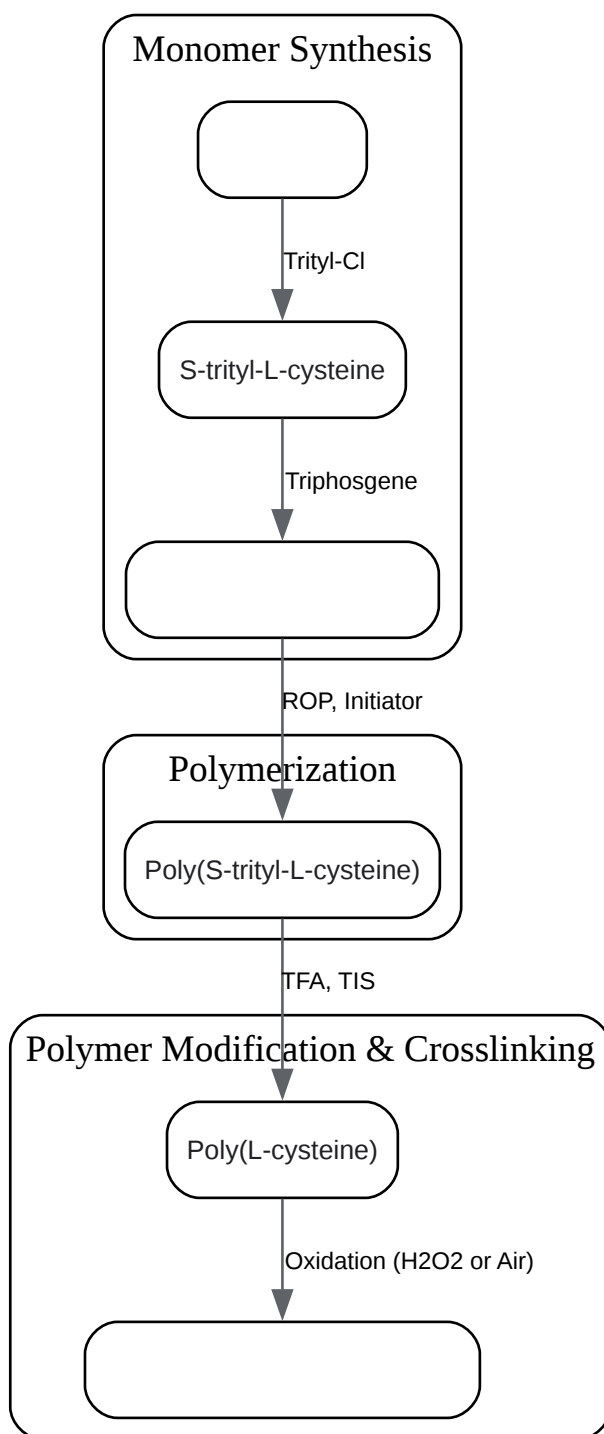 Monomer Synthesis
Trityl-Cl
S-trityl-L-cysteine
Triphosgene
ROP, Initiator
Polymerization
Poly(S-trityl-L-cysteine)
TFA, TIS
Polymer Modification & Crosslinking
Poly(L-cysteine)
Oxidation (H2O2 or Air)